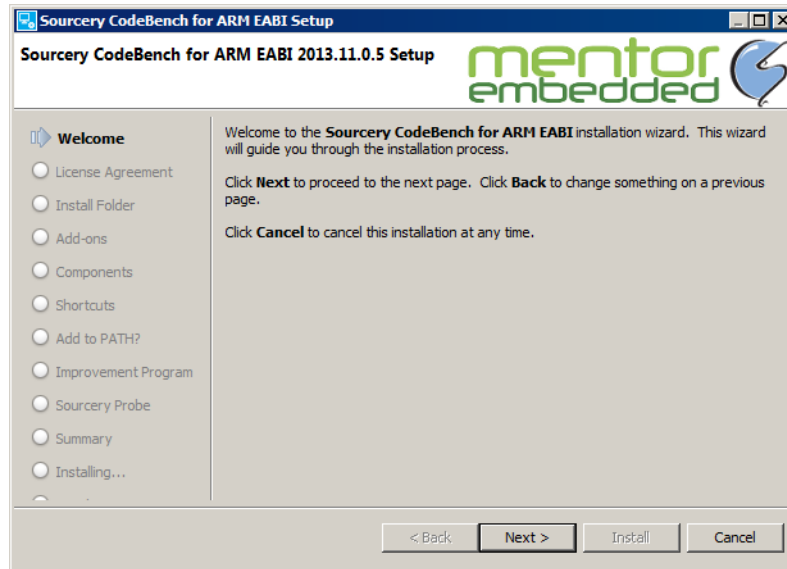 Sourcery CodeBench for ARM EABI Setup
Sourcery CodeBench for ARM EABI 2013.11.0.5 Setup
mentor
embedded
Welcome
License Agreement
Install Folder
Add-ons
Components
Shortcuts
Add to PATH?
Improvement Program
Sourcery Probe
Summary
Installing...
Welcome to the Sourcery CodeBench for ARM EABI installation wizard. This wizard
will guide you through the installation process.
Click Next to proceed to the next page. Click Back to change something on a previous
page.
Click Cancel to cancel this installation at any time.
< Back
Next >
Install
Cancel